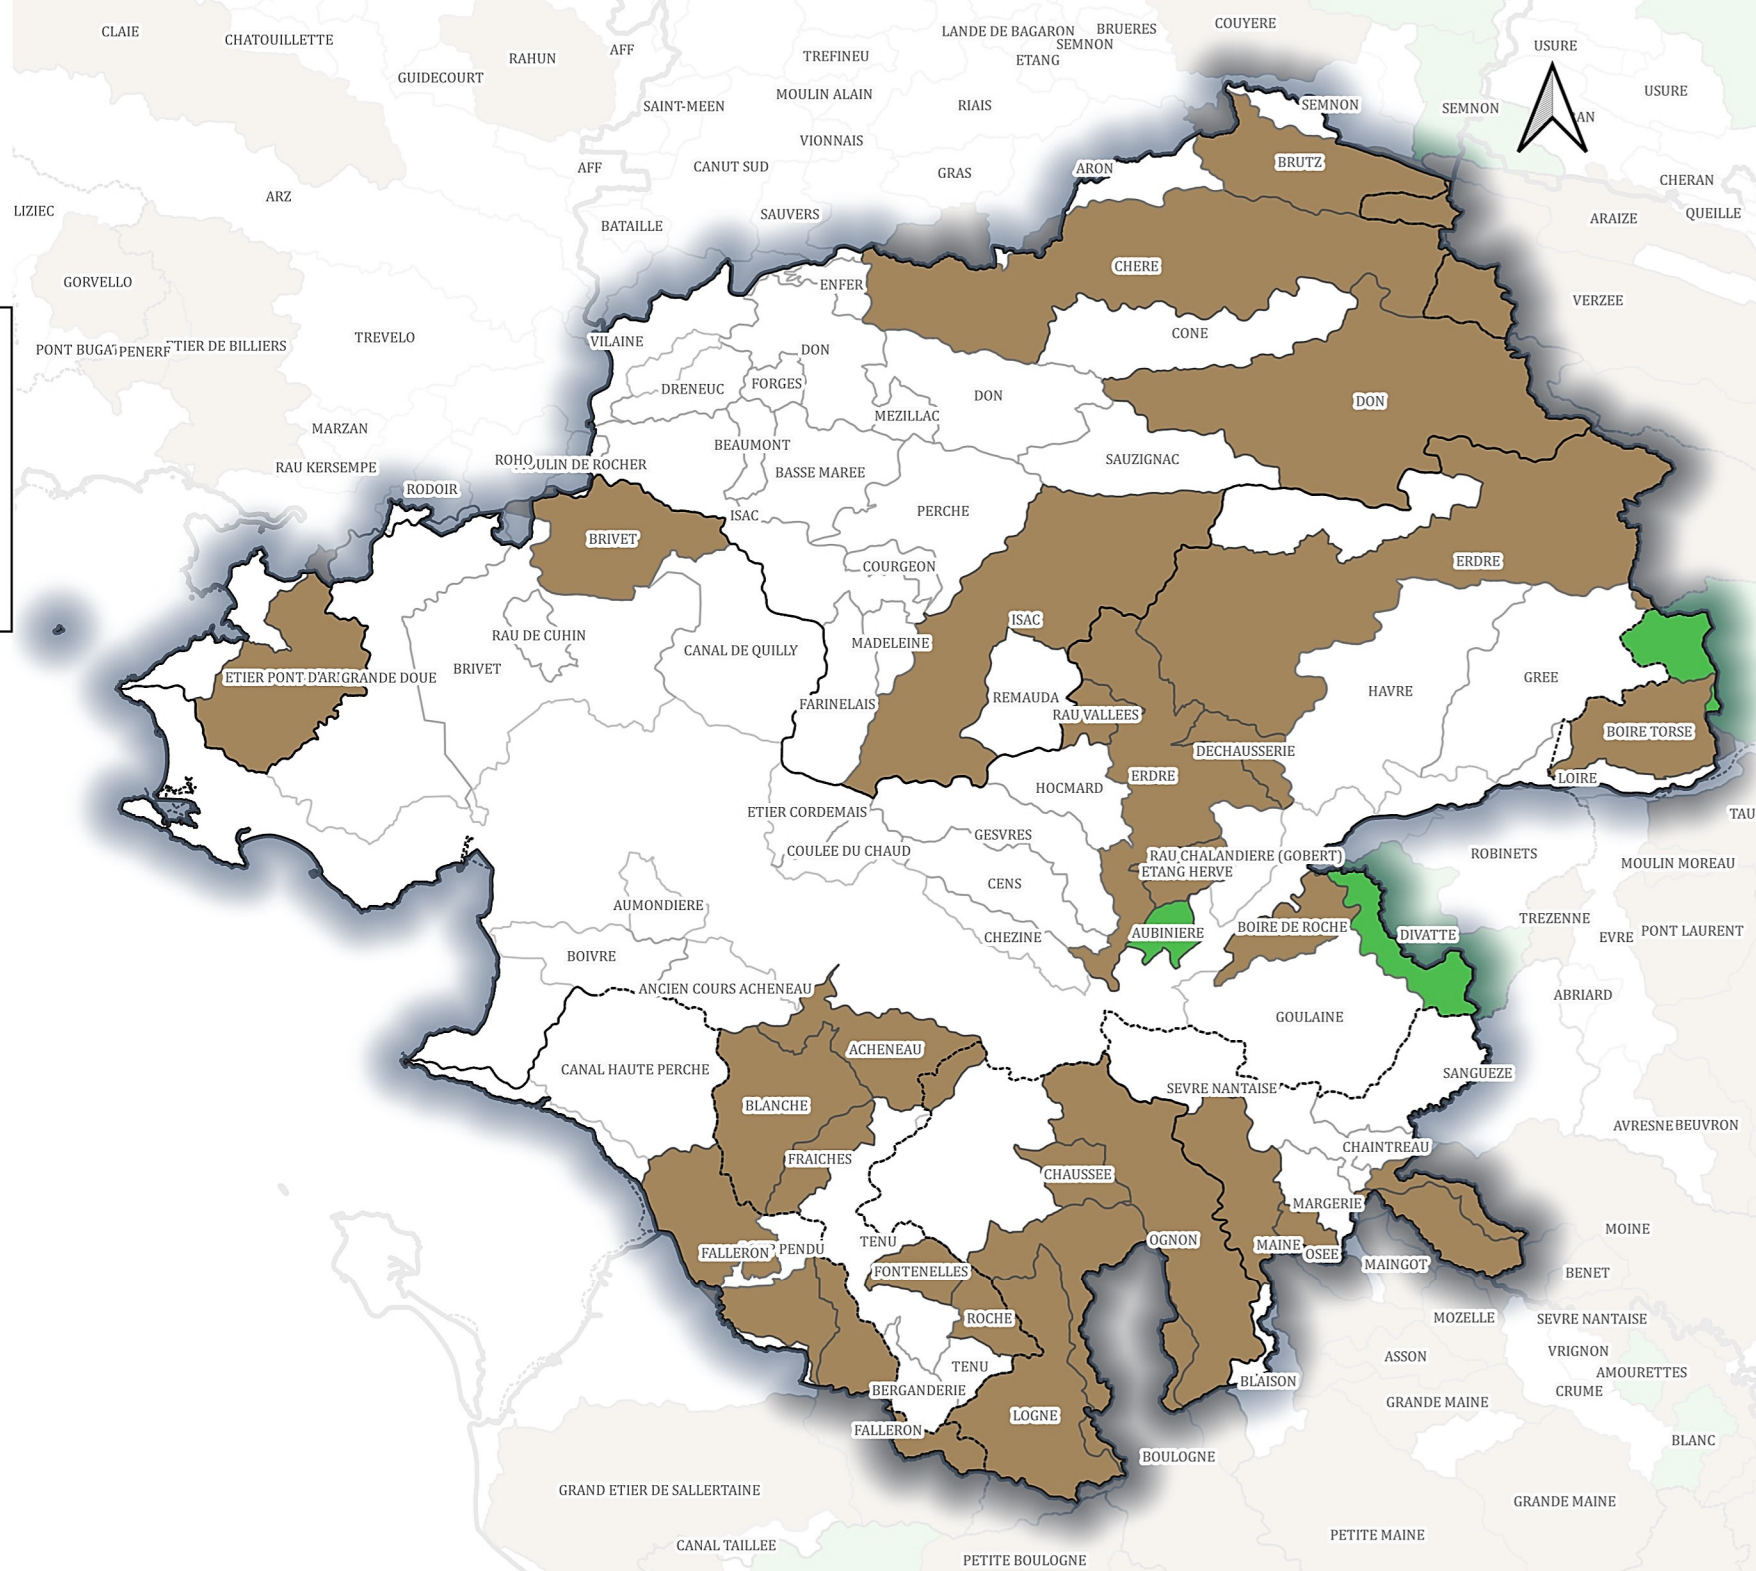 COUYERE
CLAIE
CHATOUILLETTE
LANDE DE BAGARON
BRUERES
SEMNON
AFF
USURE
RAHUN
TREFINEU
ETANG
GUIDECOURT
USURE
MOULIN ALAIN
SAINT-MEEN
RIAIS
SEMNON
SEMNON
VIONNAIS
BRUTZ
AFF
CANUT SUD
ARON
GRAS
CHERAN
ARZ
LIZIEC
SAUVERS
QUEILLE
BATAILLE
ARAIZE
CHERE
GORVELLO
ENFER
VERZEE
TREVELO
CONE
VILAINE
PONT BUGAT
PENERF
ETIER DE BILLIERS
DON
DRENEUC
FORGES
DON
DON
MEZILLAC
MARZAN
BEAUMONT
ROHO
MOULIN DE ROCHER
SAUZIGNAC
RAU KERSEMPE
BASSE MAREE
RODOIR
ISAC
PERCHE
BRIVET
ERDRE
COURGEON
ISAC
RAU DE CUHIN
MADELEINE
CANAL DE QUILLY
BRIVET
ETIER PONT D'ARI
GRANDE DOUE
GREE
HAVRE
REMAUDA
FARINELAIS
RAU VALLEES
BOIRE TORSE
DECHAUSSERIE
ERDRE
LOIRE
HOCMARD
ETIER CORDEMAIS
TAU
GESVRES
COULEE DU CHAUD
RAU CHALANDIERE (GOBERT)
ROBINETS
MOULIN MOREAU
ETANG HERVE
CENS
AUMONDIERE
TREZENNE
BOIRE DE ROCHE
PONT LAURENT
AUBINIERE
DIVATTE
CHEZINE
EVRE
BOIVRE
ANCIEN COURS ACHENEAU
ABRIARD
GOULAINE
ACHENEAU
CANAL HAUTE PERCHE
SANGUEZE
SEVRE NANTAISE
BLANCHE
AVRESNE
BEUVRON
CHAINTREAU
FRAICHES
CHAUSSEE
MARGERIE
MOINE
OGNON
TENU
MAINE
FALLERON
PENDU
OSEE
MAINGOT
FONTENELLES
BENET
ROCHE
MOZELLE
SEVRE NANTAISE
VRIGNON
ASSON
TENU
AMOURETTES
BLAISON
BERGANDERIE
CRUME
GRANDE MAINE
LOGNE
FALLERON
BLANC
BOULOGNE
GRAND ETIER DE SALLERTAINE
GRANDE MAINE
PETITE MAINE
CANAL TAILLEE
PETITE BOULOGNE